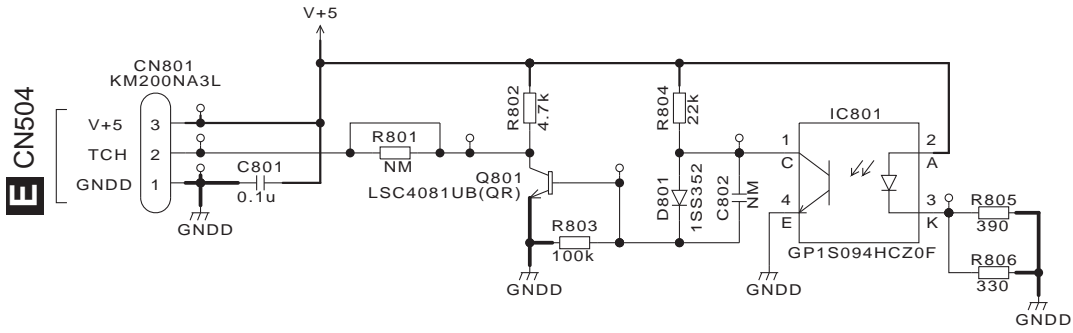 V+5
CN801
KM200NA3L
E CN504
V+5
TCH
GNDD
3
2
1
C801
0.1u
GNDD
R801
NM
R802
4.7k
Q801
LSC4081UB(QR)
R803
100k
GNDD
R804
22k
D801
1SS352
C802
NM
IC801
1
C
2
A
4
E
3
K
GP1S094HCZ0F
GNDD
R805
390
R806
330
GNDD